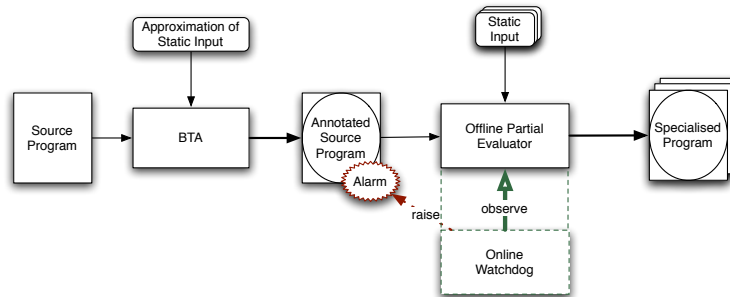 Approximation of
Static Input
Static
Input
Source
Program
BTA
Annotated
Source
Program
Offline Partial
Evaluator
Specialised
Program
Alarm
raise
observe
Online
Watchdog